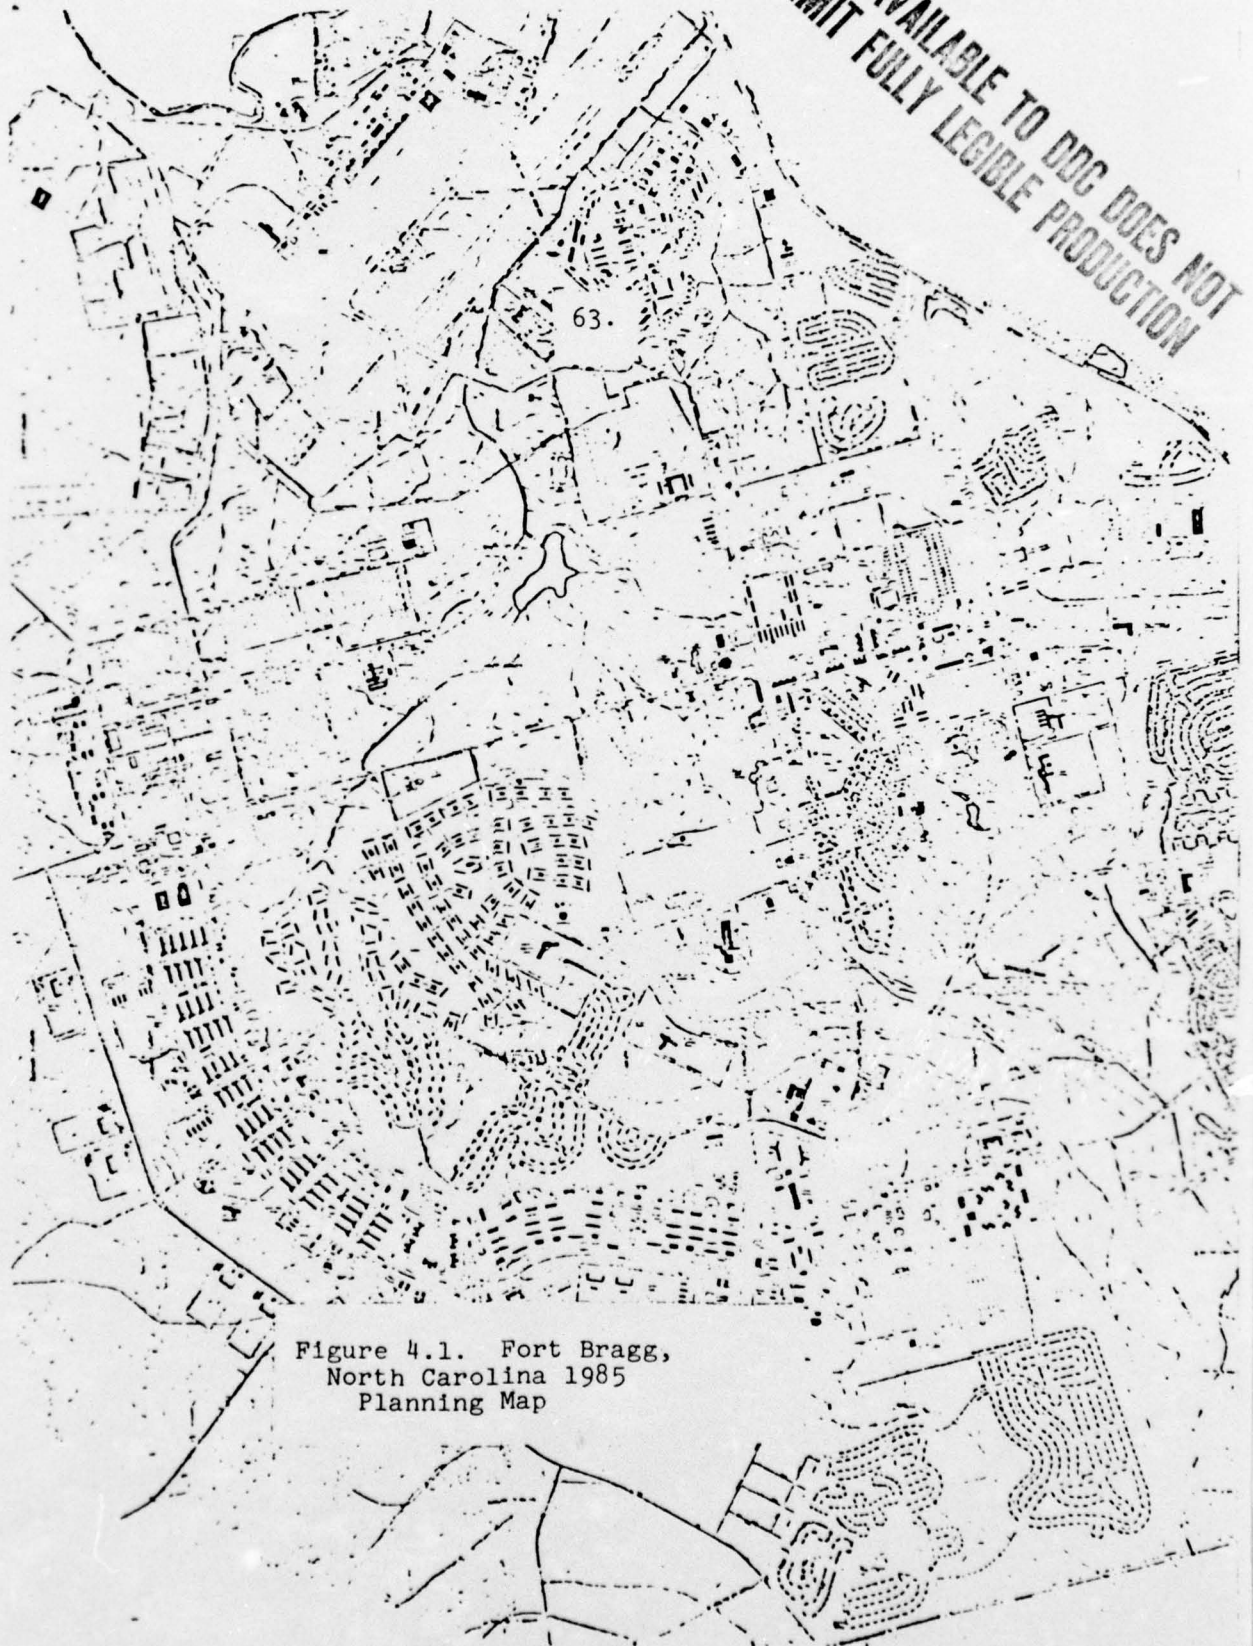 AVAILABLE TO DDC DOES NOT
FULLY LEGIBLE PRODUCTION
63.
Figure 4.1. Fort Bragg,
North Carolina 1985
Planning Map